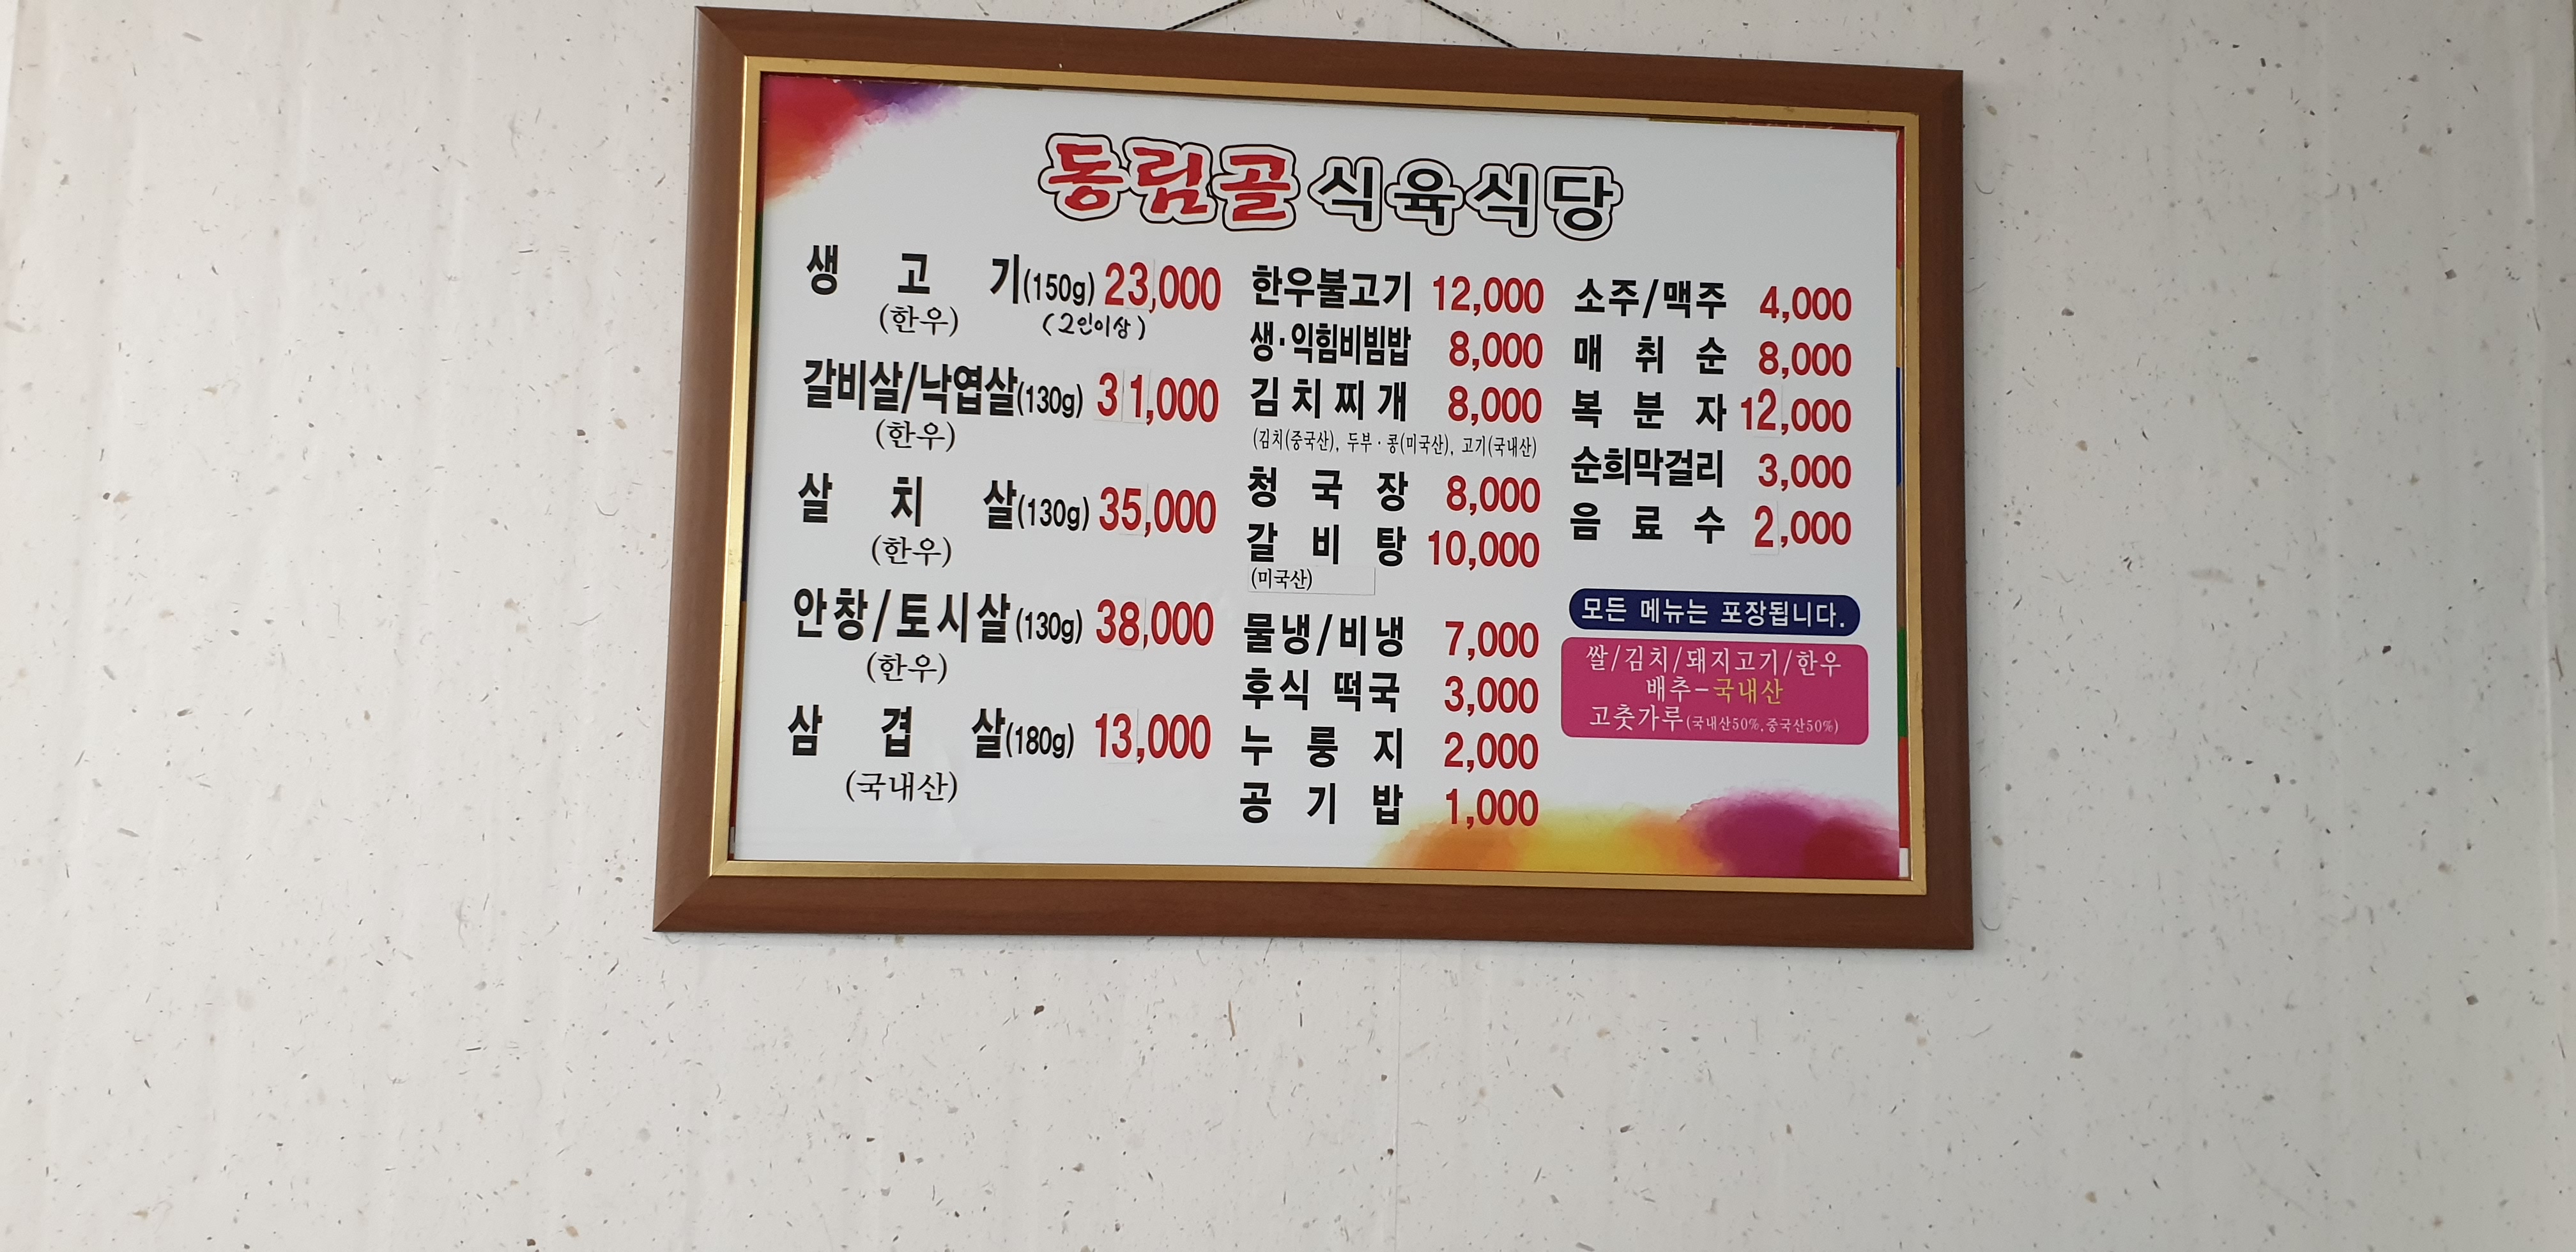 동림골 식육식당
생고기(150g) 23,000
(한우) (2인이상)
갈비살/낙엽살(130g) 31,000
(한우)
살치살(130g) 35,000
(한우)
안창/토시살(130g) 38,000
(한우)
삼겹살(180g) 13,000
(국내산)
한우불고기 12,000
생·익힘비빔밥 8,000
김치찌개 8,000
(김치(중국산), 두부·콩(미국산), 고기(국내산)
청국장 8,000
갈비탕 10,000
(미국산)
물냉/비냉 7,000
후식 떡국 3,000
누룽지 2,000
공기밥 1,000
소주/맥주 4,000
매취순 8,000
복분자 12,000
순희막걸리 3,000
음료수 2,000
모든 메뉴는 포장됩니다.
쌀/김치/돼지고기/한우
배추-국내산
고춧가루(국내산50%.중국산50%)